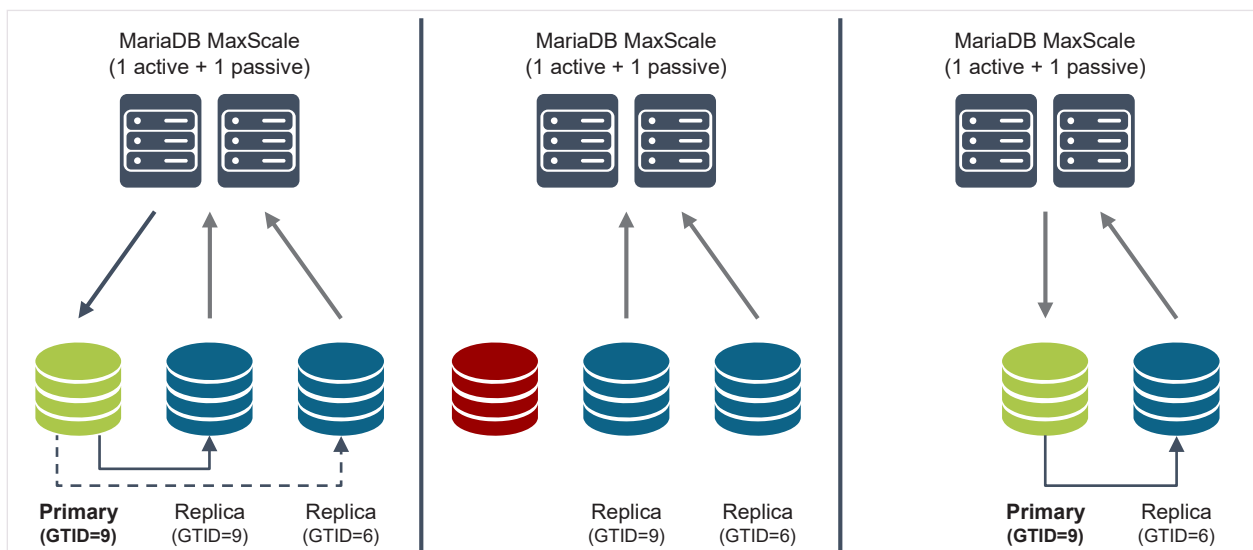 MariaDB MaxScale
(1 active + 1 passive)
Primary
(GTID=9)
Replica
(GTID=9)
Replica
(GTID=6)
MariaDB MaxScale
(1 active + 1 passive)
Replica
(GTID=9)
Replica
(GTID=6)
MariaDB MaxScale
(1 active + 1 passive)
Primary
(GTID=9)
Replica
(GTID=6)